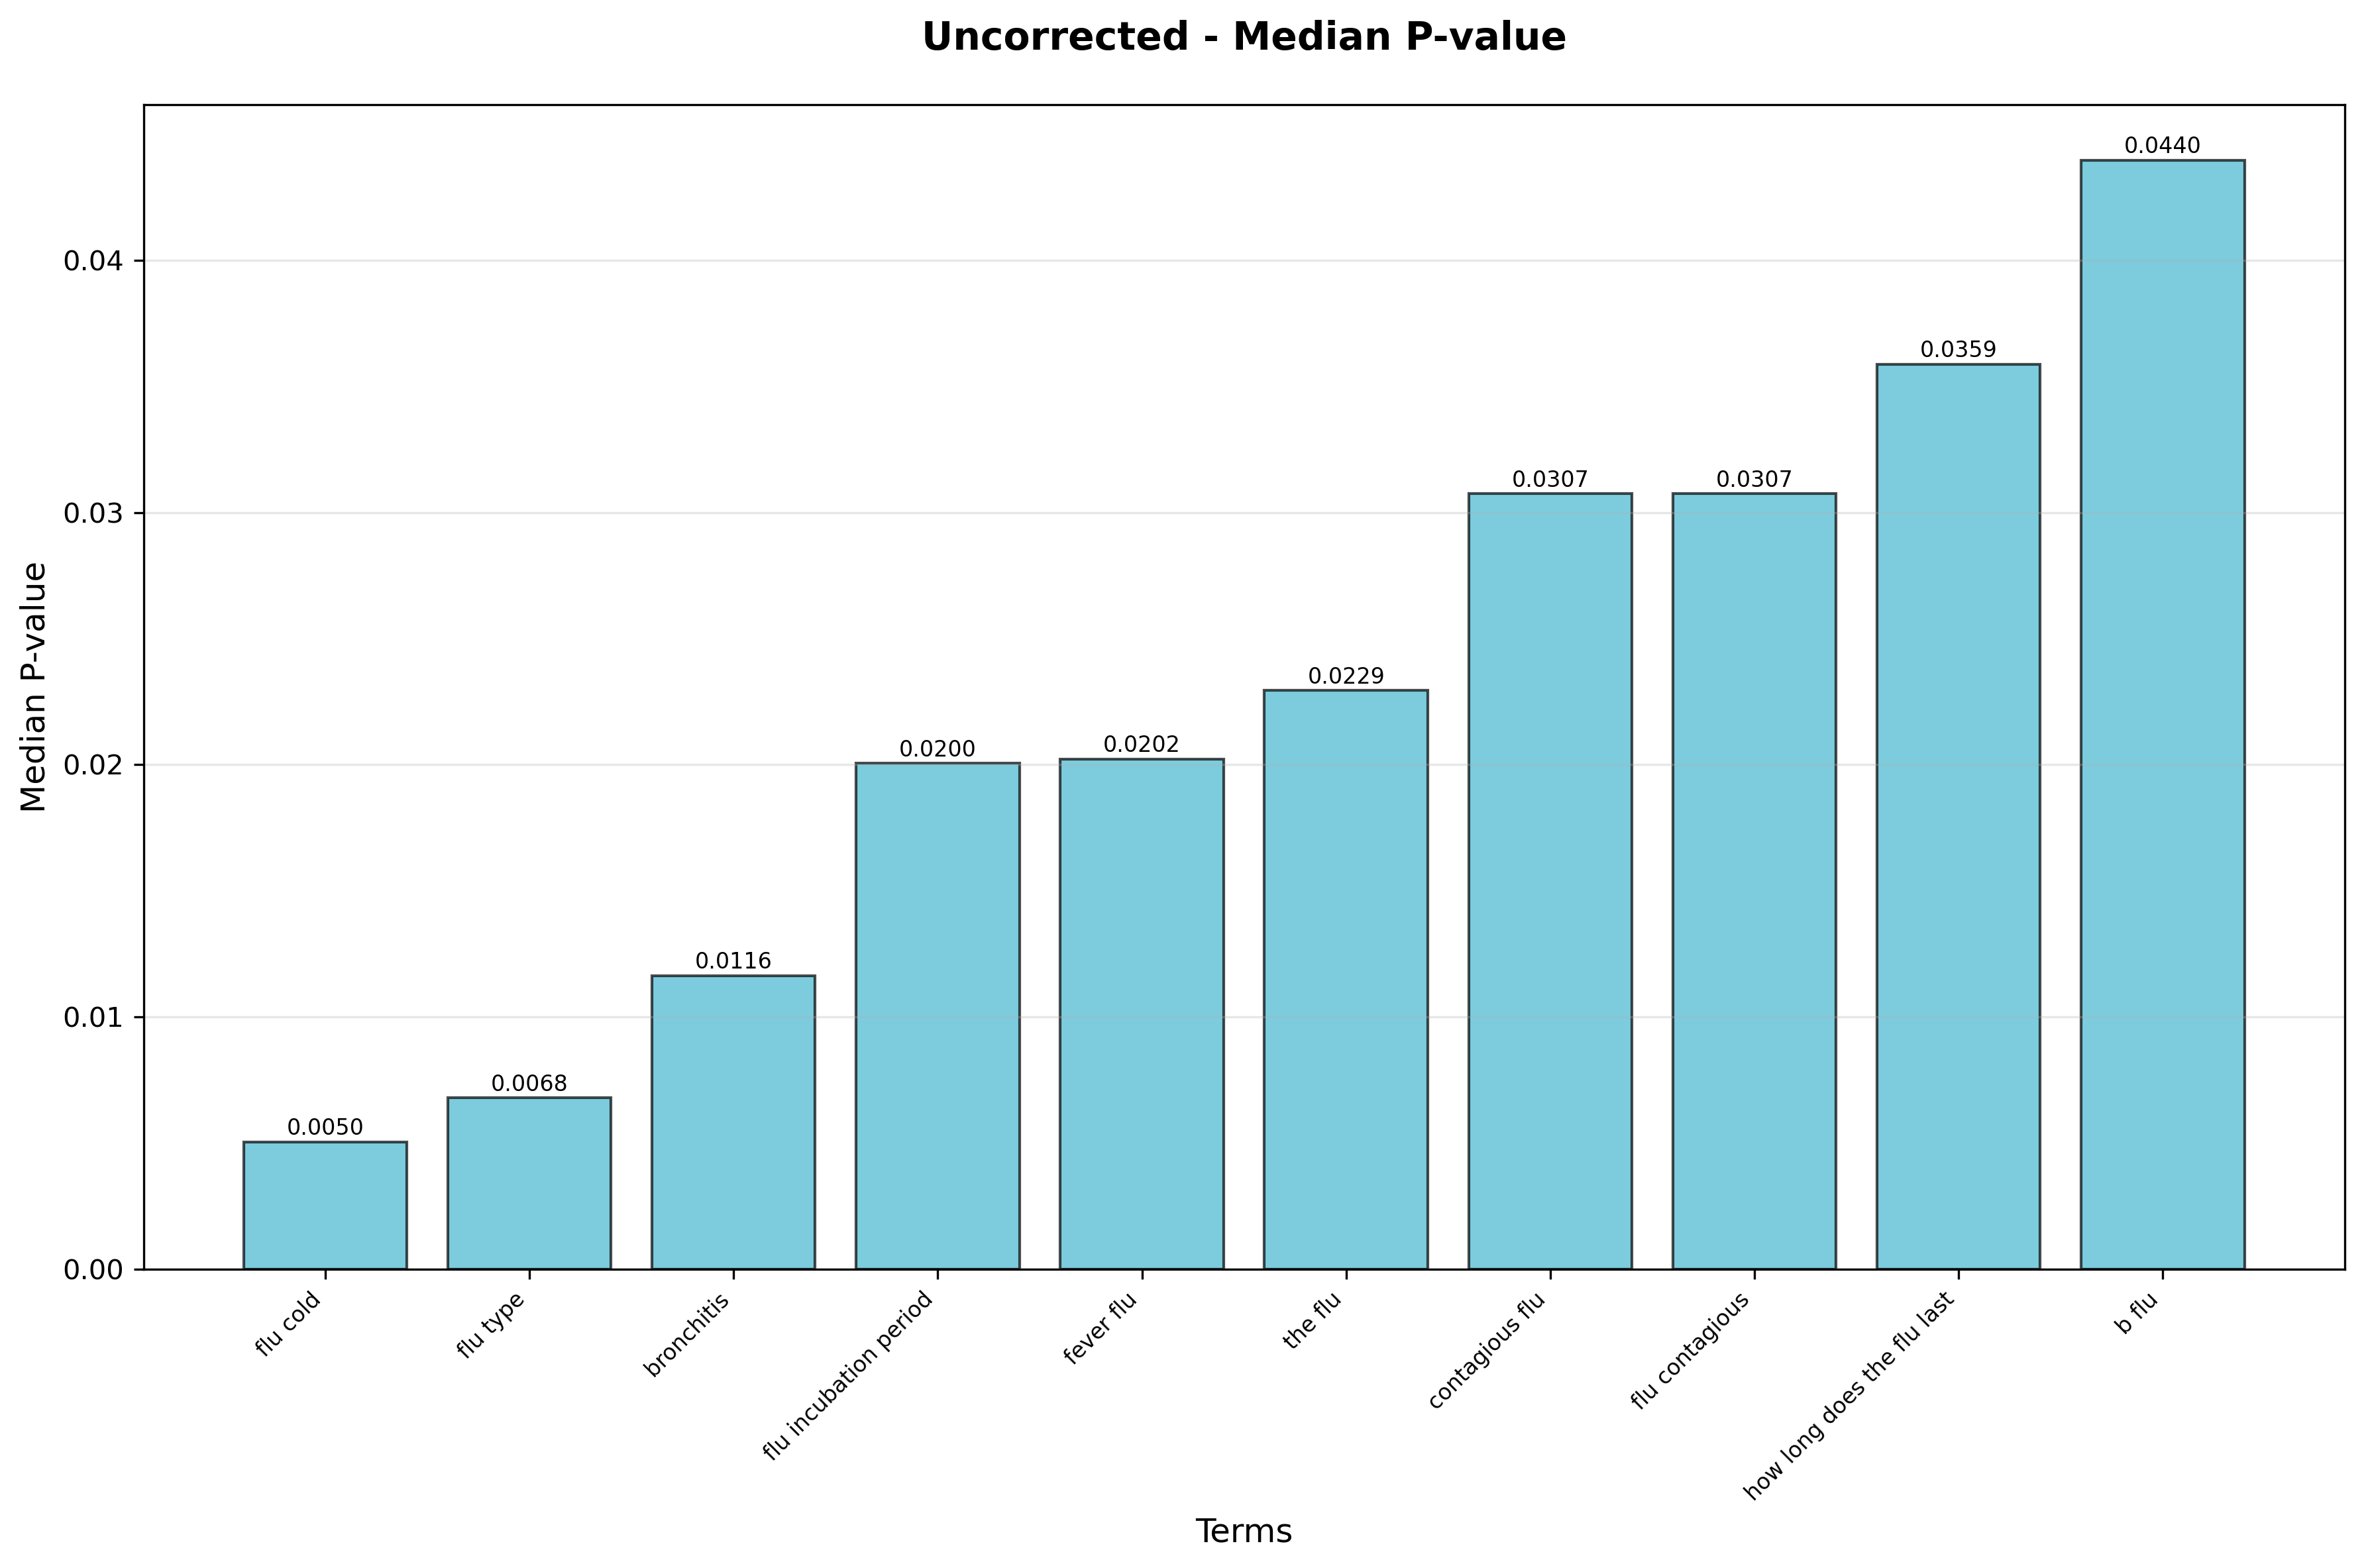 Uncorrected - Median P-value
Median P-value
0.04
0.03
0.02
0.01
0.00
0.0050
0.0068
0.0116
0.0200
0.0202
0.0229
0.0307
0.0307
0.0359
0.0440
flu cold
flu type
bronchitis
flu incubation period
fever flu
the flu
contagious flu
flu contagious
how long does the flu last
b flu
Terms